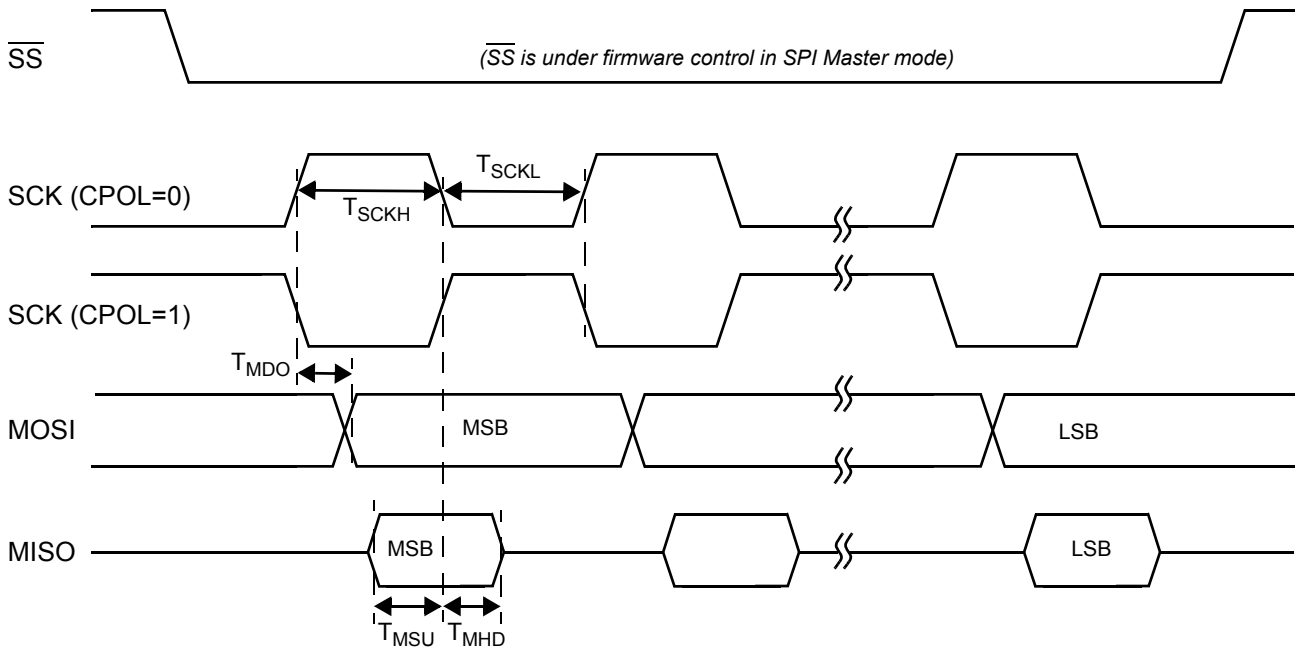 SS
(SS is under firmware control in SPI Master mode)
SCK (CPOL=0)
TSCKH
TSCKL
SCK (CPOL=1)
TMDO
MOSI
MSB
LSB
MISO
MSB
LSB
TMSU
TMHD